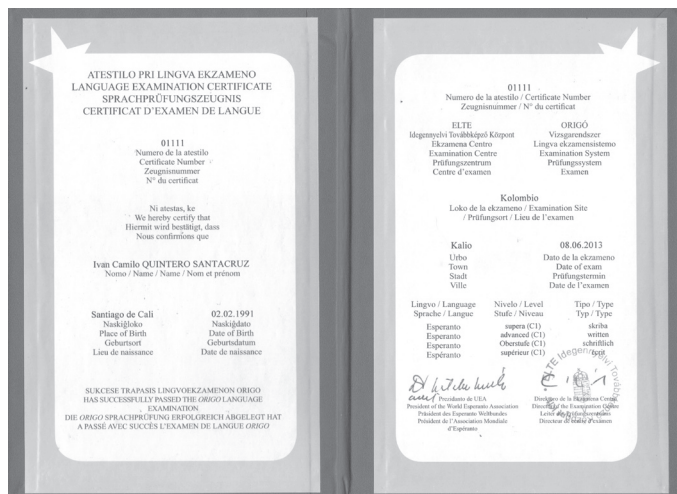 ATESTILO PRI LINGVA EKZAMENO
LANGUAGE EXAMINATION CERTIFICATE
SPRACHPRÜFUNGSZEUGNIS
CERTIFICAT D'EXAMEN DE LANGUE
01111
Numero de la atestilo
Certificate Number
Zeugnisnummer
N° du certificat
Ni atestas, ke
We hereby certify that
Hiermit wird bestätigt, dass
Nous confirmons que
Ivan Camilo QUINTERO SANTACRUZ
Nomo / Name / Name / Nom et prénom
Santiago de Cali 02.02.1991
Naskiĝloko Naskiĝdato
Place of Birth Date of Birth
Geburtsort Geburtsdatum
Lieu de naissance Date de naissance
SUKCESE TRAPASIS LINGVOEKZAMENON ORIGO
HAS SUCCESSFULLY PASSED THE ORIGO LANGUAGE
EXAMINATION
DIE ORIGO SPRACHPRÜFUNG ERFOLGREICH ABGELEGT HAT
A PASSÉ AVEC SUCCÈS L'EXAMEN DE LANGUE ORIGO
01111
Numero de la atestilo / Certificate Number
Zeugnisnummer / N° du certificat
ELTE ORIGÓ
Idegennyelvi Továbbképző Központ Vizsgarendszer
Ekzamena Centro Lingva ekzamensistemo
Examination Centre Examination System
Prüfungszentrum Prüfungssystem
Centre d'examen Examen
Kolombio
Loko de la ekzameno / Examination Site
/ Prüfungsort / Lieu de l'examen
Kalio 08.06.2013
Urbo Dato de la ekzameno
Town Date of exam
Stadt Prüfungstermin
Ville Date de l'examen
Lingvo / Language Nivelo / Level Tipo / Type
Sprache / Langue Stufe / Niveau Typ / Type
Esperanto supera (C1) skriba
Esperanto advanced (C1) written
Esperanto Oberstufe (C1) schriftlich
Espéranto supérieur (C1) écrit
ELTE Idegennyelvi
Prezidanto de UEA Direktoro de la Ekzamena Centro
President of the World Esperanto Association Director of the Examination Centre
Präsident des Esperanto Weltbundes Leiter des Prüfungszentrums
Président de l'Association Mondiale Directeur de centre d'examen
d'Espéranto